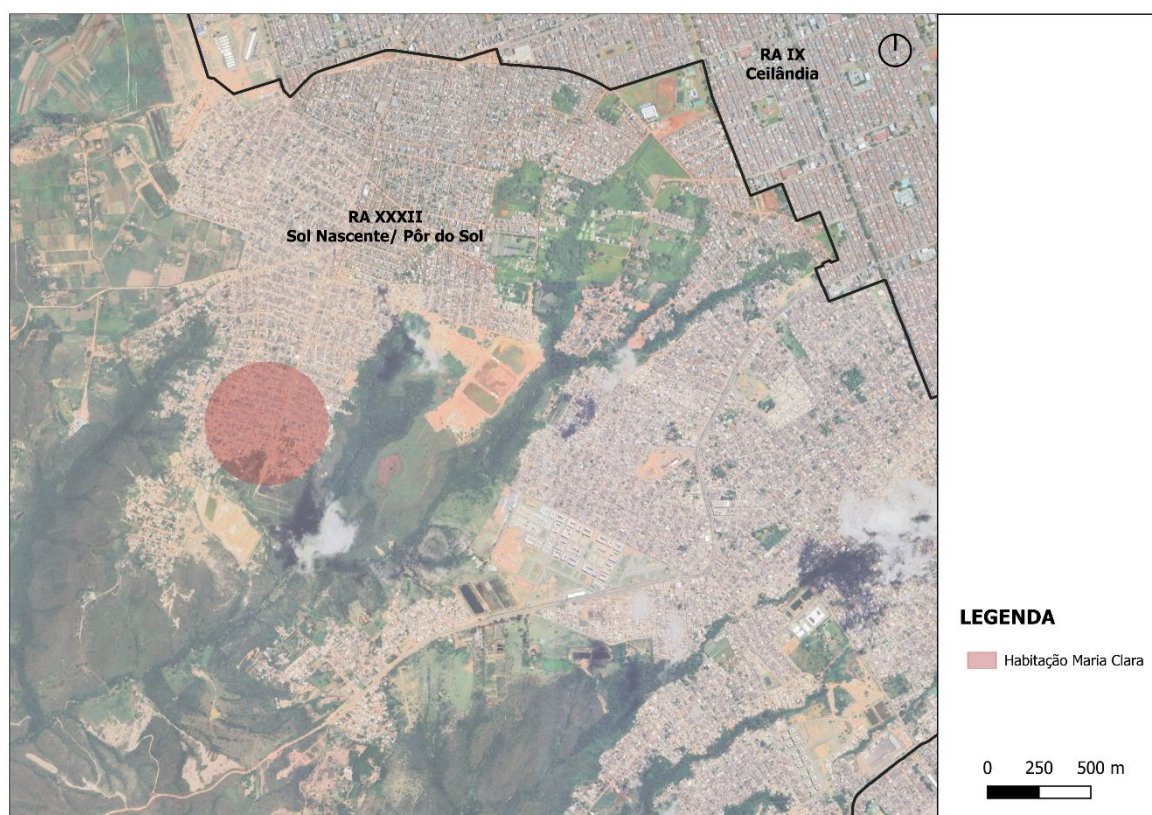 RA IX
Ceilândia
RA XXXII
Sol Nascente/ Pôr do Sol
LEGENDA
Habitação Maria Clara
0 250 500 m